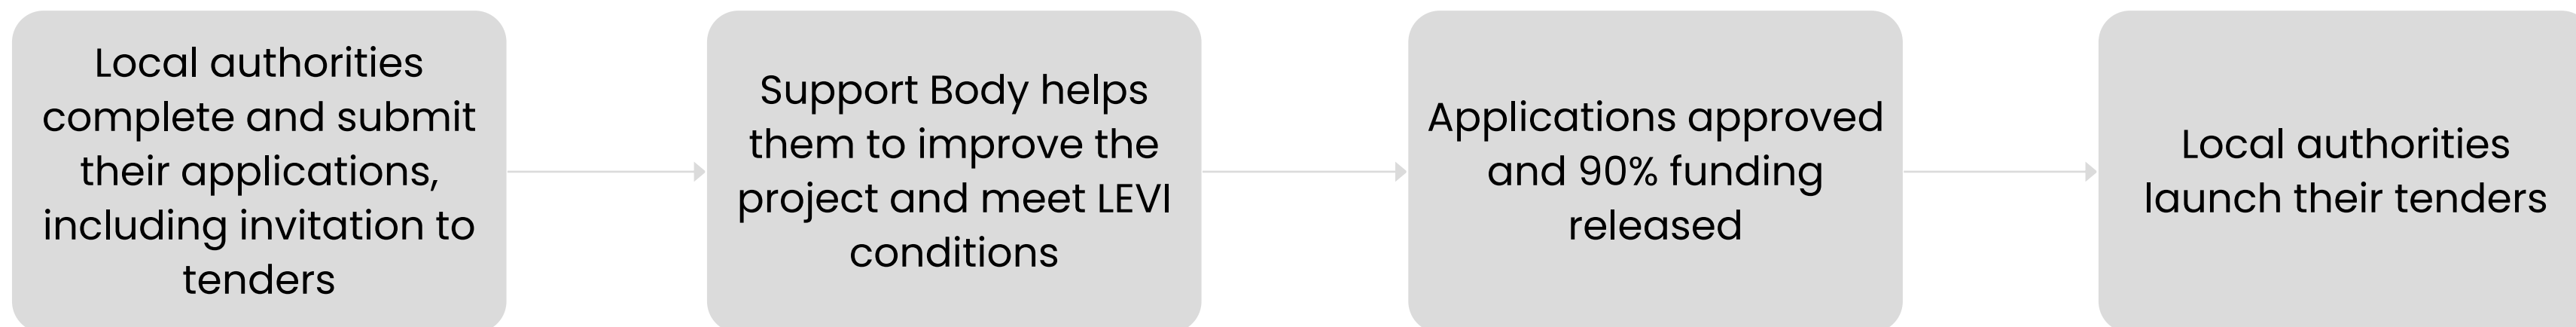 Local authorities
complete and submit
their applications,
including invitation to
tenders
Support Body helps
them to improve the
project and meet LEVI
conditions
Applications approved
and 90% funding
released
Local authorities
launch their tenders